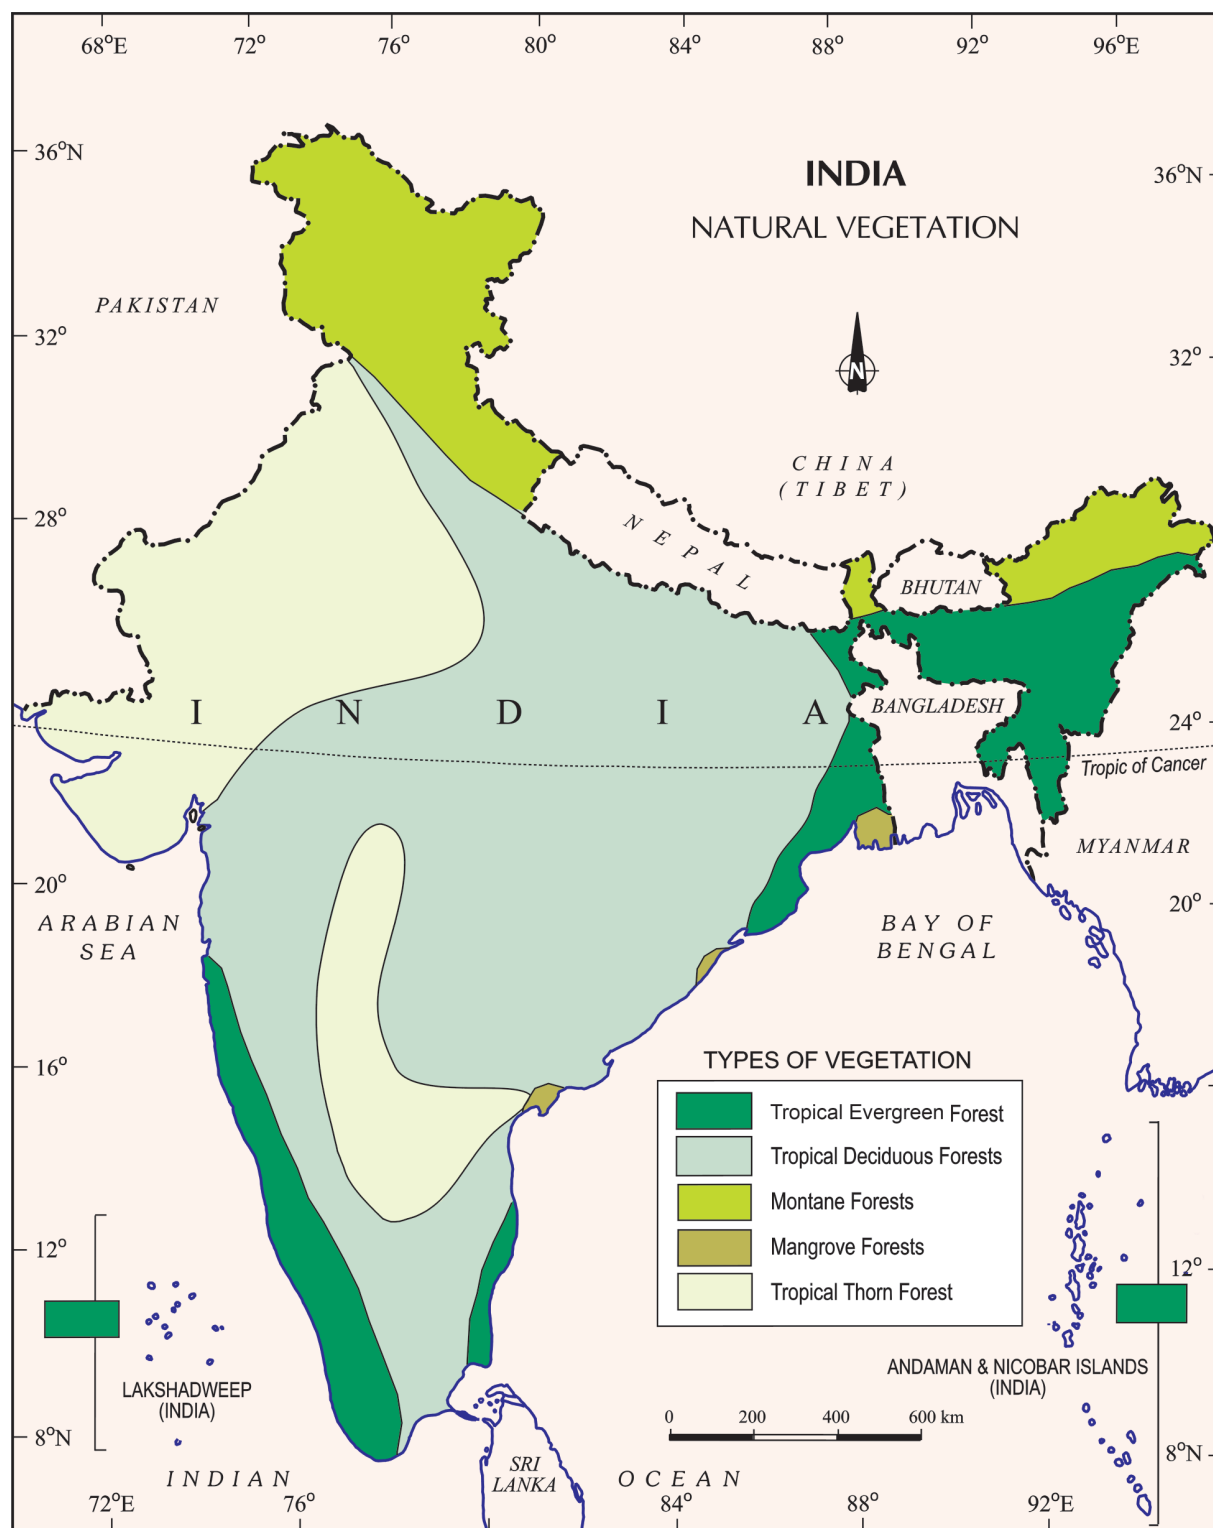 68°E 72° 76° 80° 84° 88° 92° 96°E
36°N
INDIA
36°N
NATURAL VEGETATION
PAKISTAN
32°
32°
N
CHINA
(TIBET)
28°
NEPAL
28°
BHUTAN
I N D I A
BANGLADESH
24°
Tropic of Cancer
MYANMAR
20°
20°
ARABIAN
SEA
BAY OF
BENGAL
16°
TYPES OF VEGETATION
Tropical Evergreen Forest
Tropical Deciduous Forests
Montane Forests
Mangrove Forests
Tropical Thorn Forest
12°
12°
LAKSHADWEEP
(INDIA)
ANDAMAN & NICOBAR ISLANDS
(INDIA)
0 200 400 600 km
8°N
8°N
SRI
LANKA
INDIAN OCEAN
72°E 76° 84° 88° 92°E